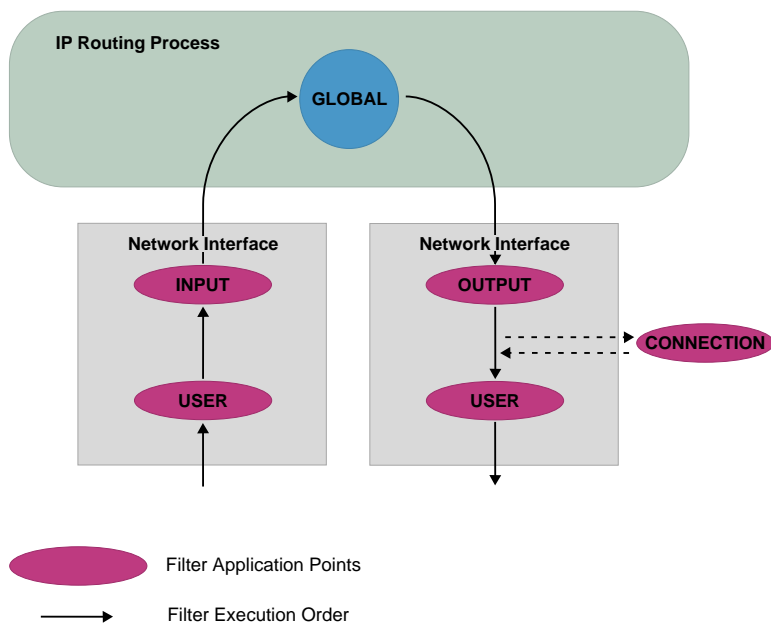 IP Routing Process
GLOBAL
Network Interface
INPUT
USER
Network Interface
OUTPUT
CONNECTION
USER
Filter Application Points
Filter Execution Order